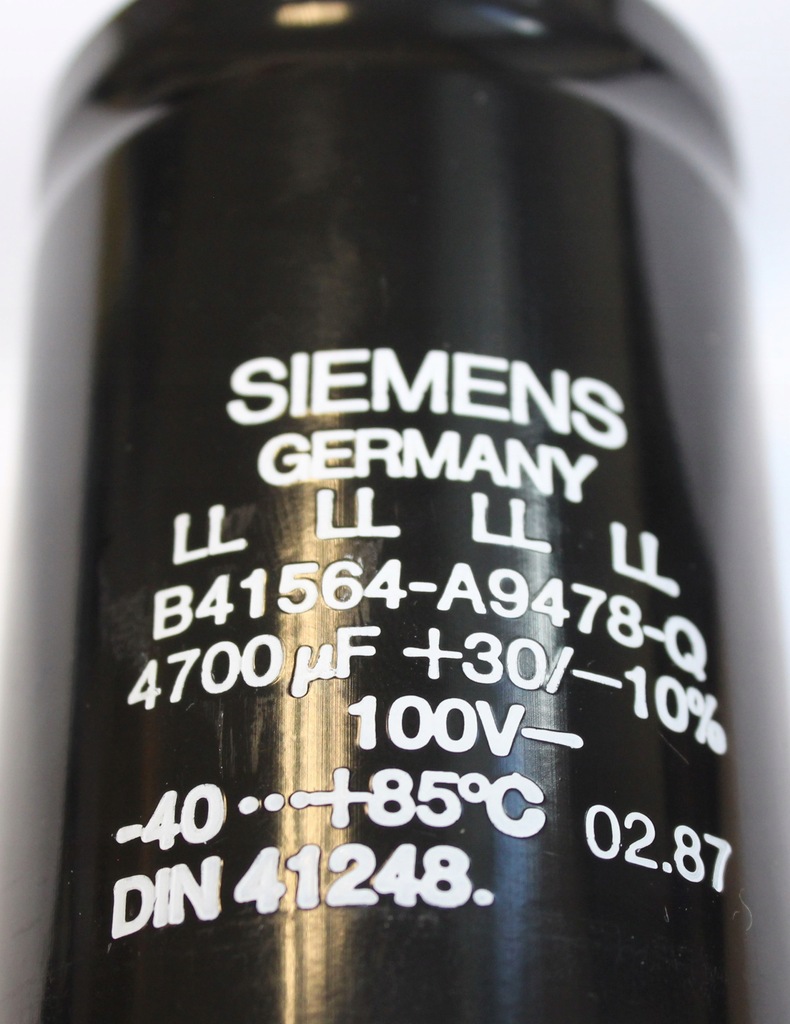 SIEMENS
GERMANY
LL LL LL LL
B41564-A9478-Q
4700µF +30/−10%
100V−
-40···+85°C 02.87
DIN 41248.